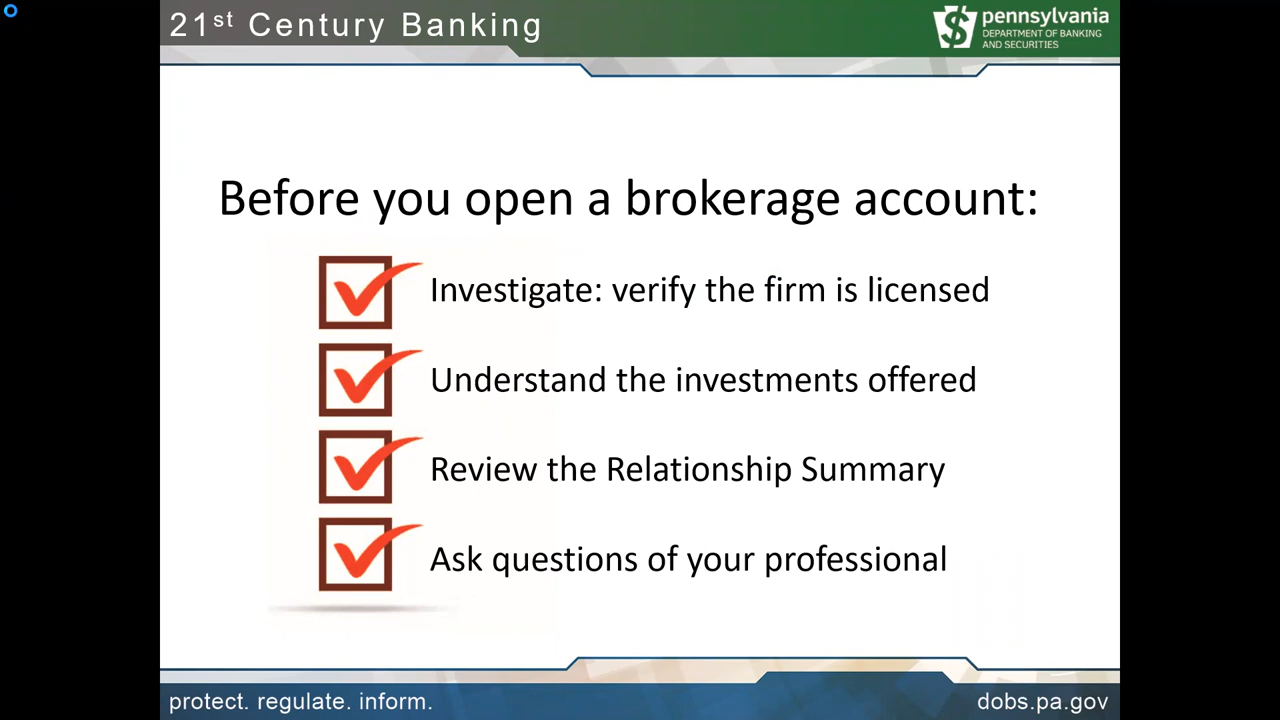 21st Century Banking
pennsylvania
DEPARTMENT OF BANKING
AND SECURITIES
Before you open a brokerage account:
Investigate: verify the firm is licensed
Understand the investments offered
Review the Relationship Summary
Ask questions of your professional
protect. regulate. inform.
dobs.pa.gov